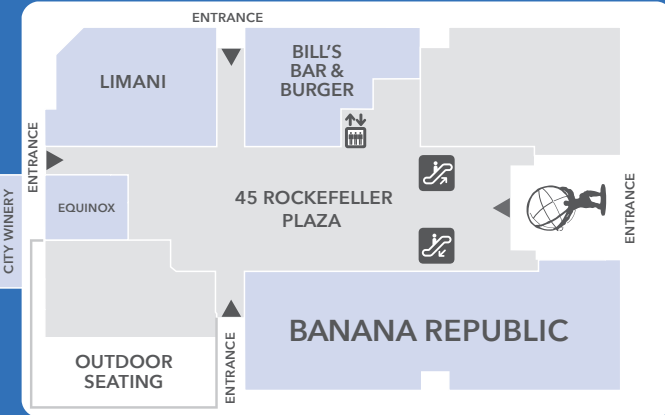 ENTRANCE
LIMANI
BILL'S
BAR &
BURGER
ENTRANCE
CITY WINERY
EQUINOX
45 ROCKEFELLER
PLAZA
ENTRANCE
BANANA REPUBLIC
OUTDOOR
SEATING
ENTRANCE